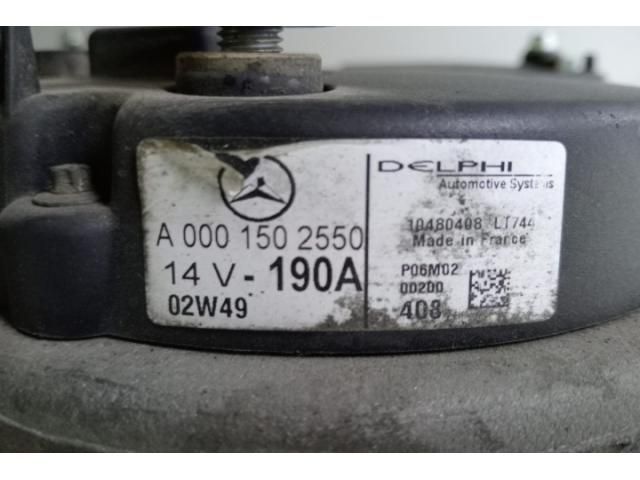 A 000 150 2550
14 V - 190A
02W49
DELPHI
Automotive Systems
10480408 LT744
Made in France
P06M02
00200
408